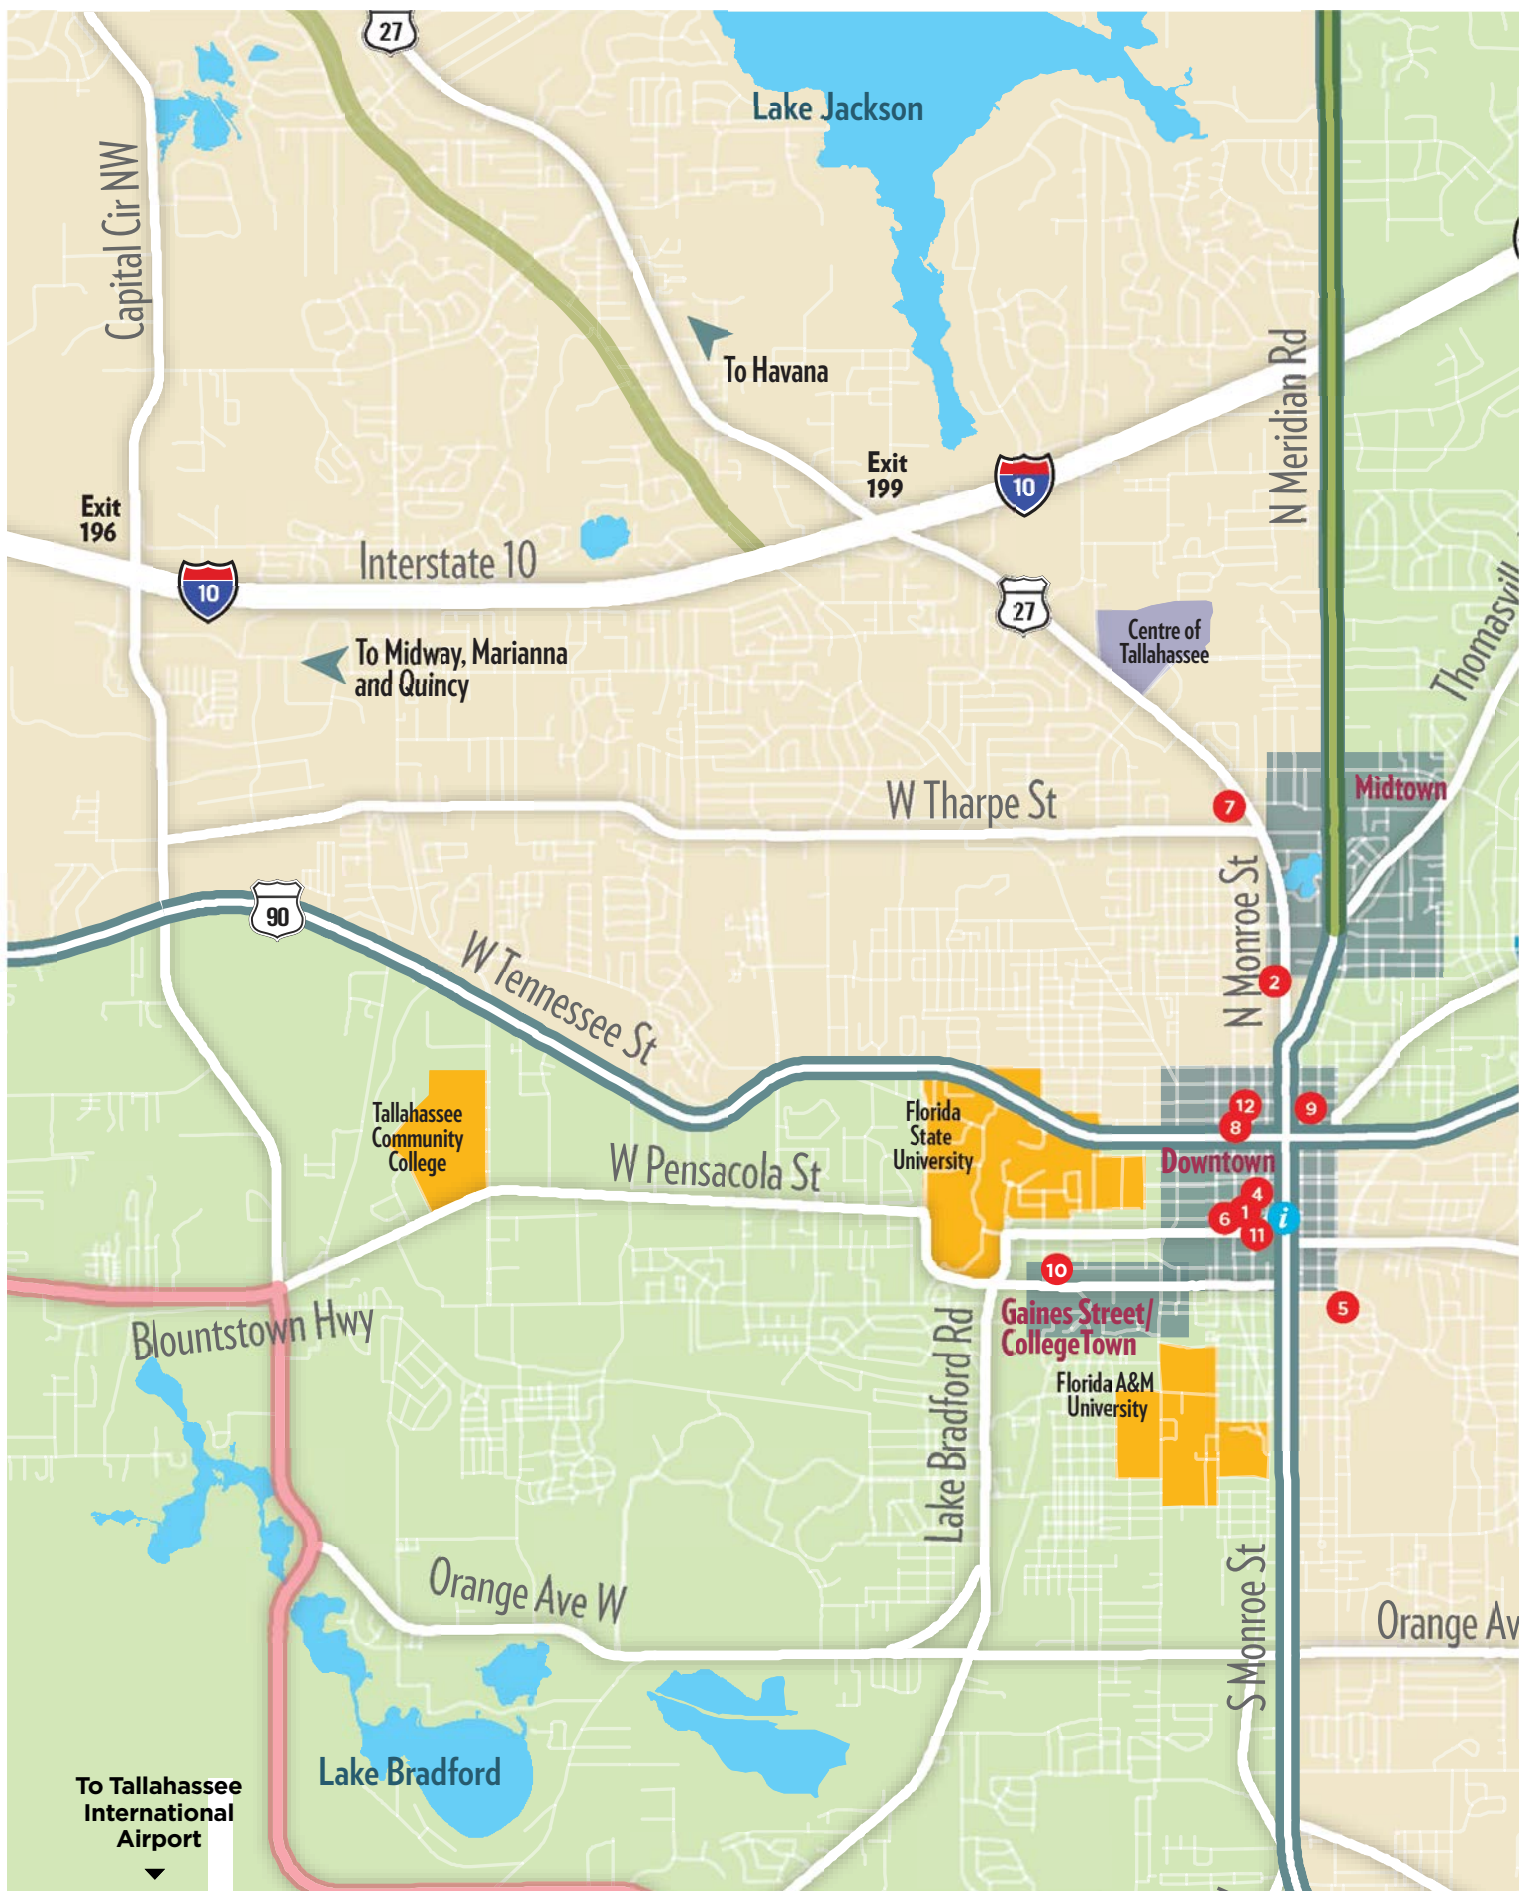 27
Lake Jackson
Capital Cir NW
To Havana
N Meridian Rd
Exit
199
10
Exit
196
Interstate 10
10
27
Centre of
Tallahassee
To Midway, Marianna
and Quincy
Thomasvill
Midtown
W Tharpe St
7
90
N Monroe St
W Tennessee St
2
Tallahassee
Community
College
Florida
State
University
12
9
8
W Pensacola St
Downtown
4
1
6
i
11
10
Blountstown Hwy
Gaines Street/
CollegeTown
5
Lake Bradford Rd
Florida A&M
University
Orange Ave W
S Monroe St
Orange Av
Lake Bradford
To Tallahassee
International
Airport